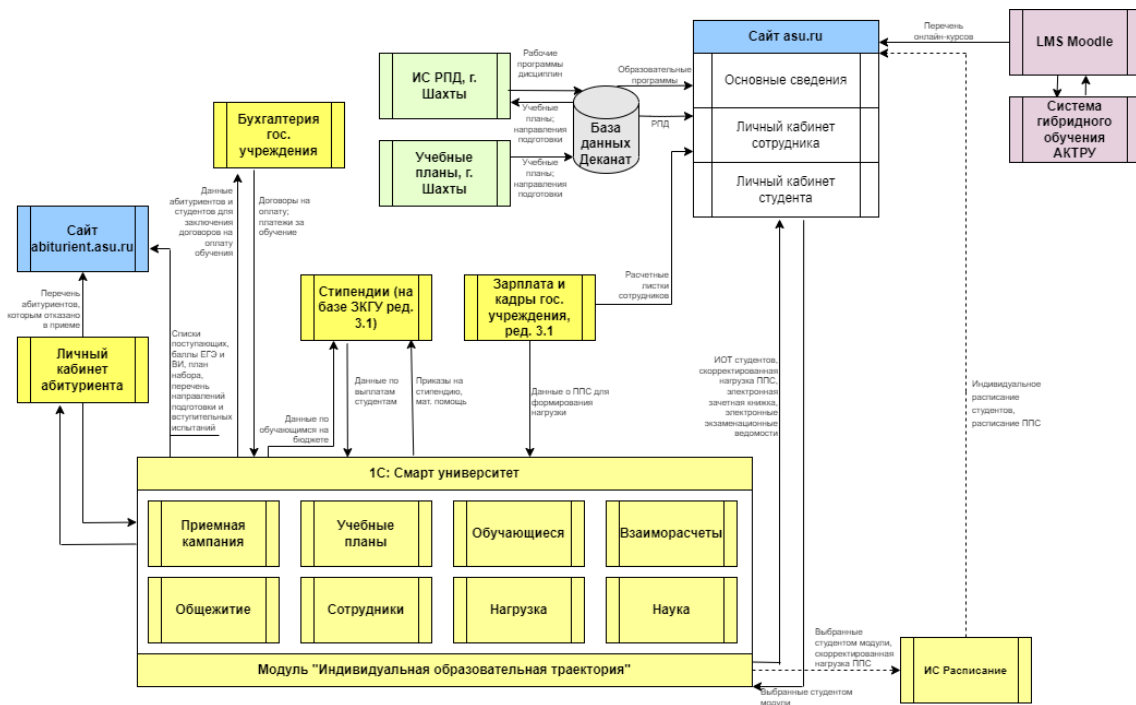 Сайт asu.ru
Основные сведения
Личный кабинет
сотрудника
Личный кабинет
студента
Перечень
онлайн-курсов
LMS Moodle
Система
гибридного
обучения
АКТРУ
ИС РПД, г.
Шахты
Рабочие
программы
дисциплин
Образовательные
программы
Учебные
планы;
направления
подготовки
База
данных
Деканат
РПД
Учебные
планы, г.
Шахты
Учебные
планы;
направления
подготовки
Бухгалтерия
гос.
учреждения
Данные
абитуриентов и
студентов для
заключения
договоров на
оплату
обучения
Договоры на
оплату;
платежи за
обучение
Сайт
abiturient.asu.ru
Перечень
абитуриентов,
которым отказано
в приеме
Личный
кабинет
абитуриента
Списки
поступающих,
баллы ЕГЭ и
ВИ, план
набора,
перечень
направлений
подготовки и
вступительных
испытаний
Стипендии (на
базе ЗКГУ ред.
3.1)
Зарплата и
кадры гос.
учреждения,
ред. 3.1
Расчетные
листки
сотрудников
Данные по
обучающимся на
бюджете
Данные по
выплатам
студентам
Приказы на
стипендию,
мат. помощь
Данные о ППС для
формирования
нагрузки
ИОТ студентов,
скорректированная
нагрузка ППС,
электронная
зачетная книжка,
электронные
экзаменационные
ведомости
Индивидуальное
расписание
студентов,
расписание ППС
1С: Смарт университет
Приемная
кампания
Учебные
планы
Обучающиеся
Взаиморасчеты
Общежитие
Сотрудники
Нагрузка
Наука
Модуль "Индивидуальная образовательная траектория"
Выбранные
студентом модули,
скорректированная
нагрузка ППС
ИС Расписание
Выбранные студентом
модули